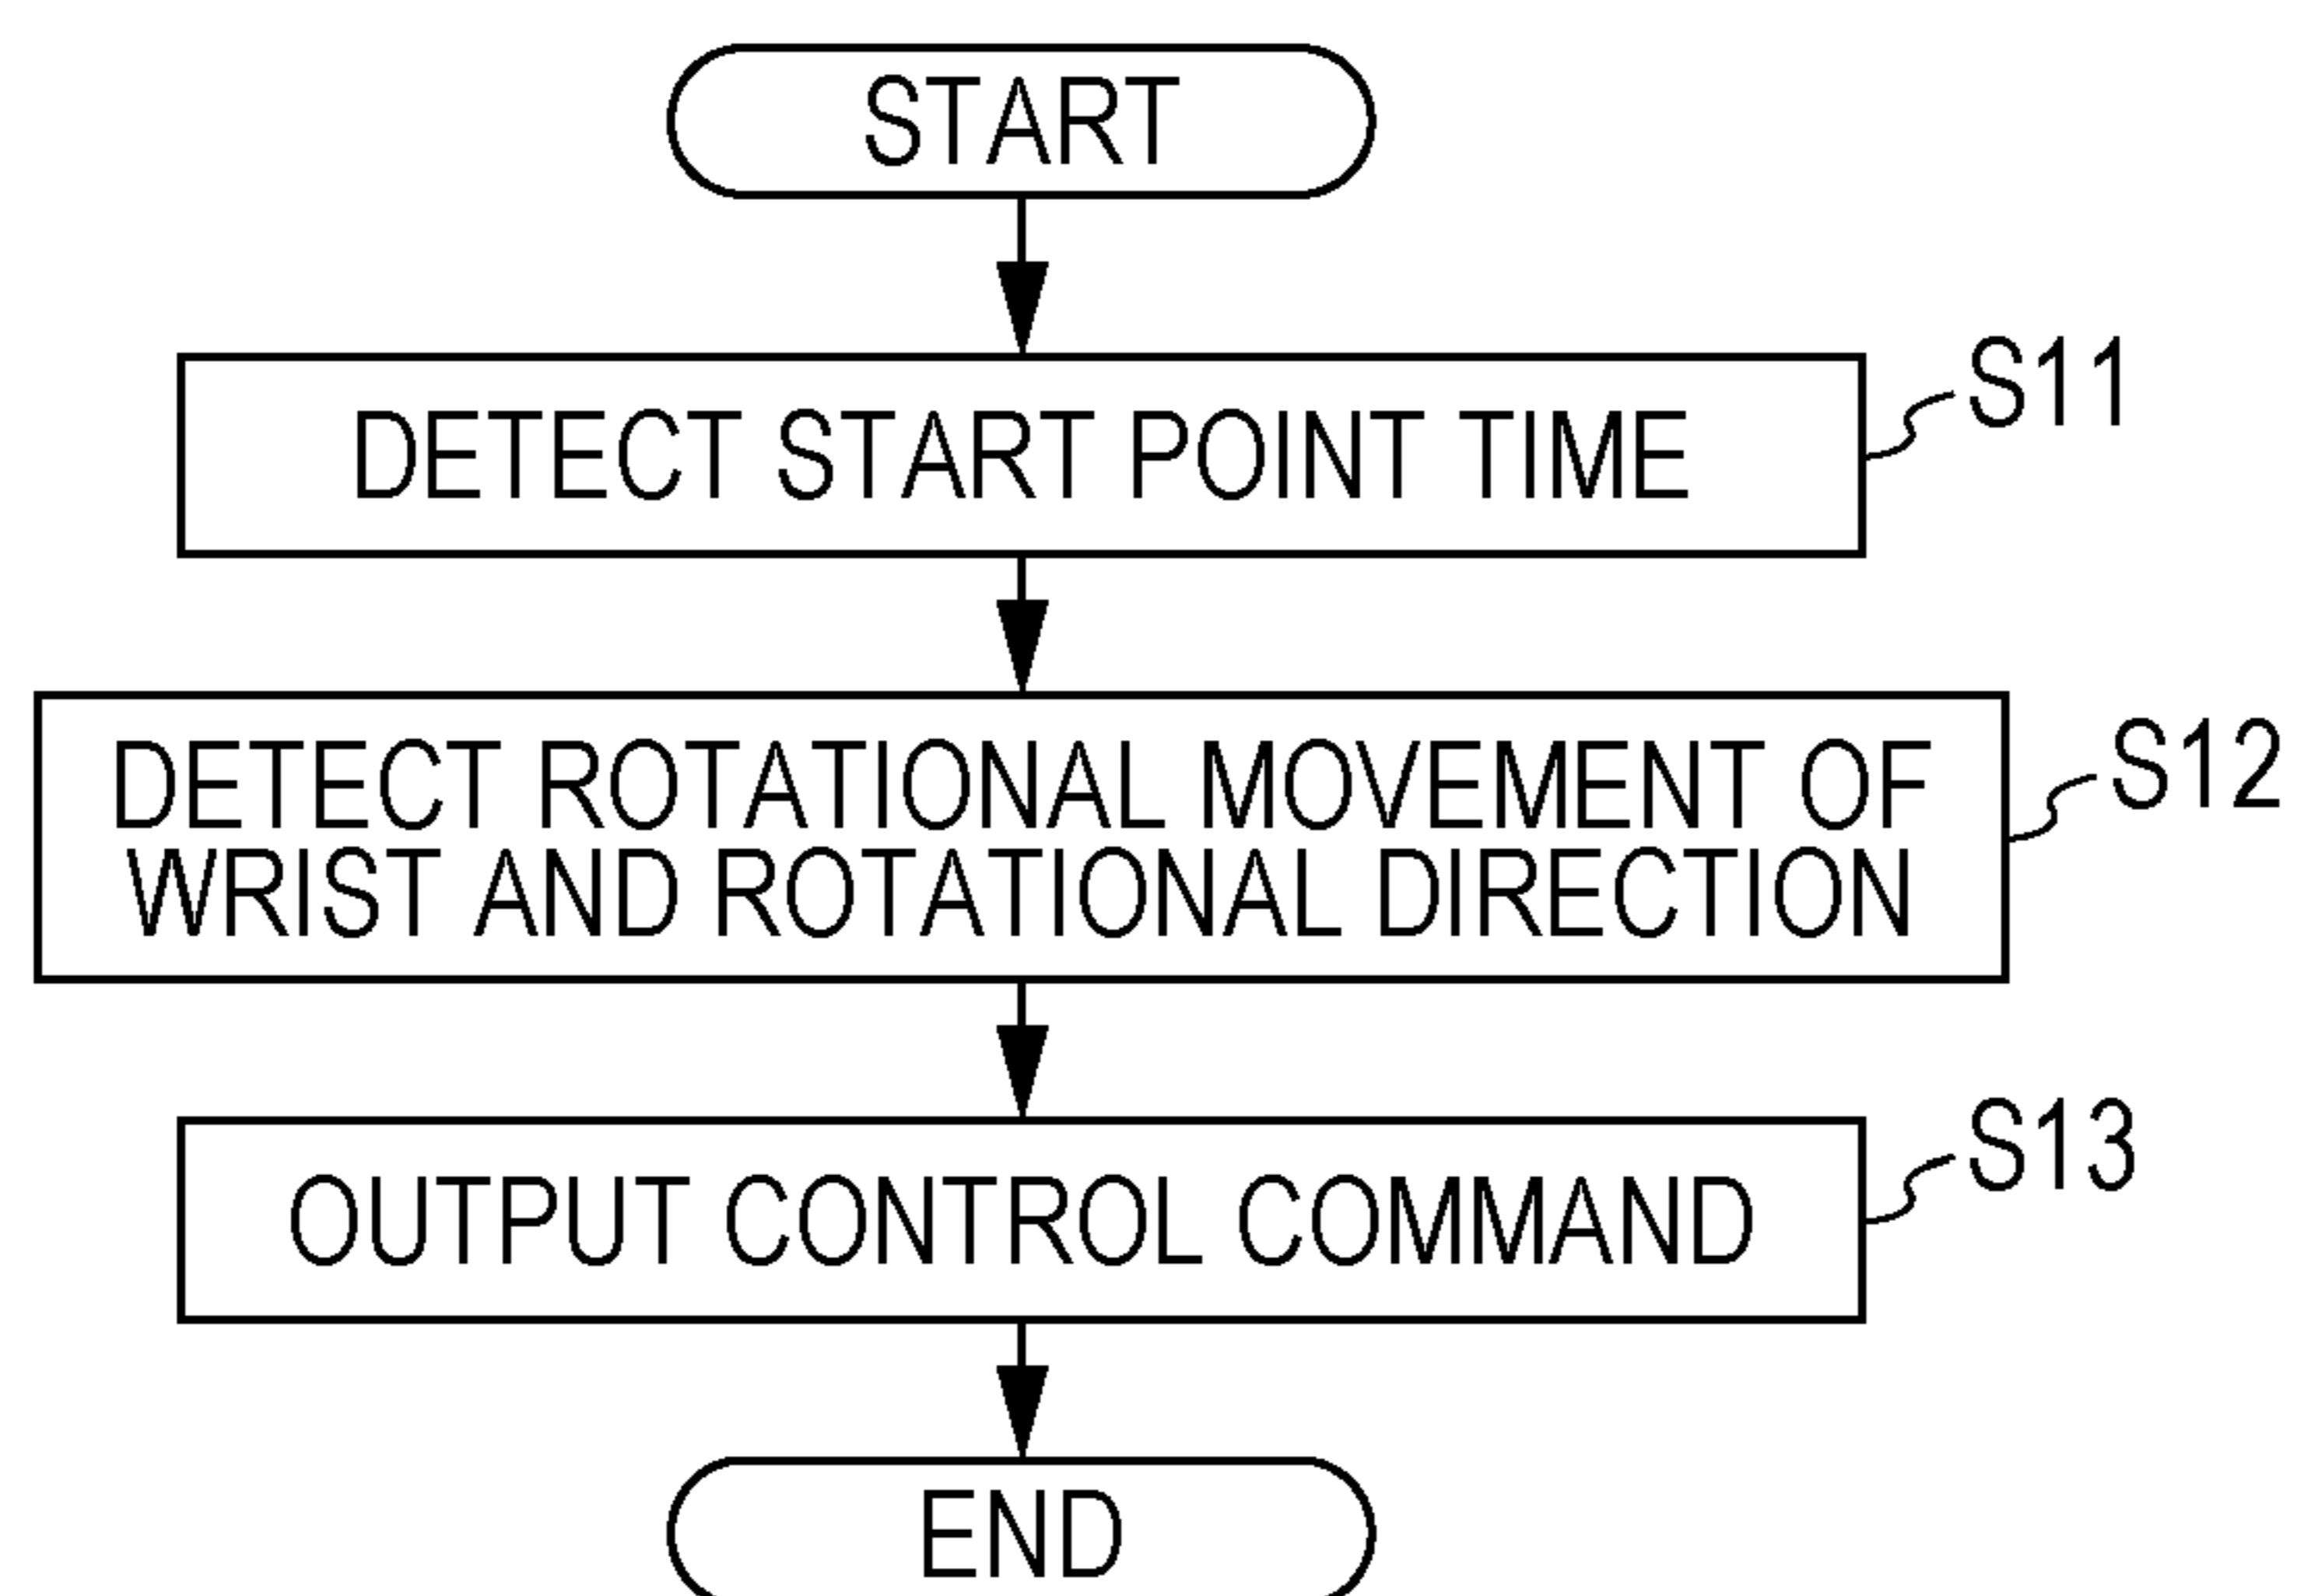 START
DETECT START POINT TIME
S11
DETECT ROTATIONAL MOVEMENT OF
WRIST AND ROTATIONAL DIRECTION
S12
OUTPUT CONTROL COMMAND
S13
END